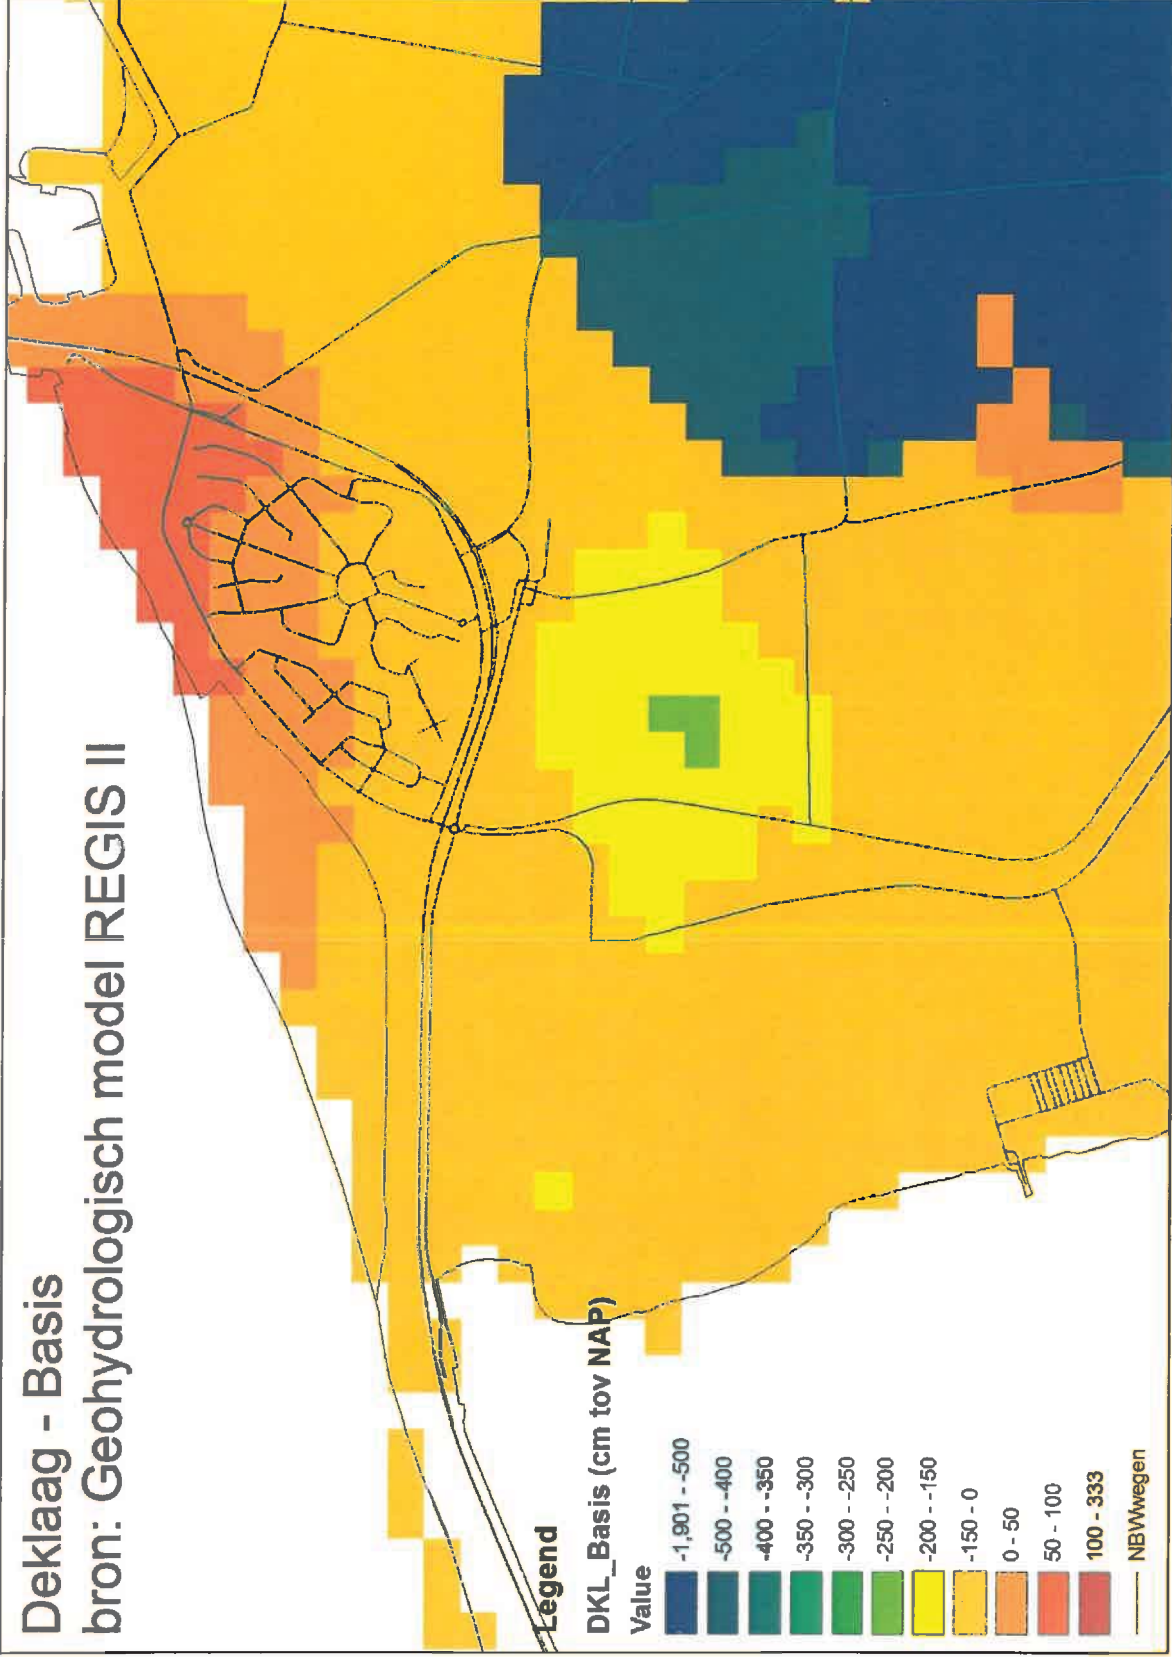 Deklaag - Basis
bron: Geohydrologisch model REGIS II
Legend
DKL_Basis (cm tov NAP)
Value
-1,901 - -500
-500 - -400
-400 - -350
-350 - -300
-300 - -250
-250 - -200
-200 - -150
-150 - 0
0 - 50
50 - 100
100 - 333
NBWwegen